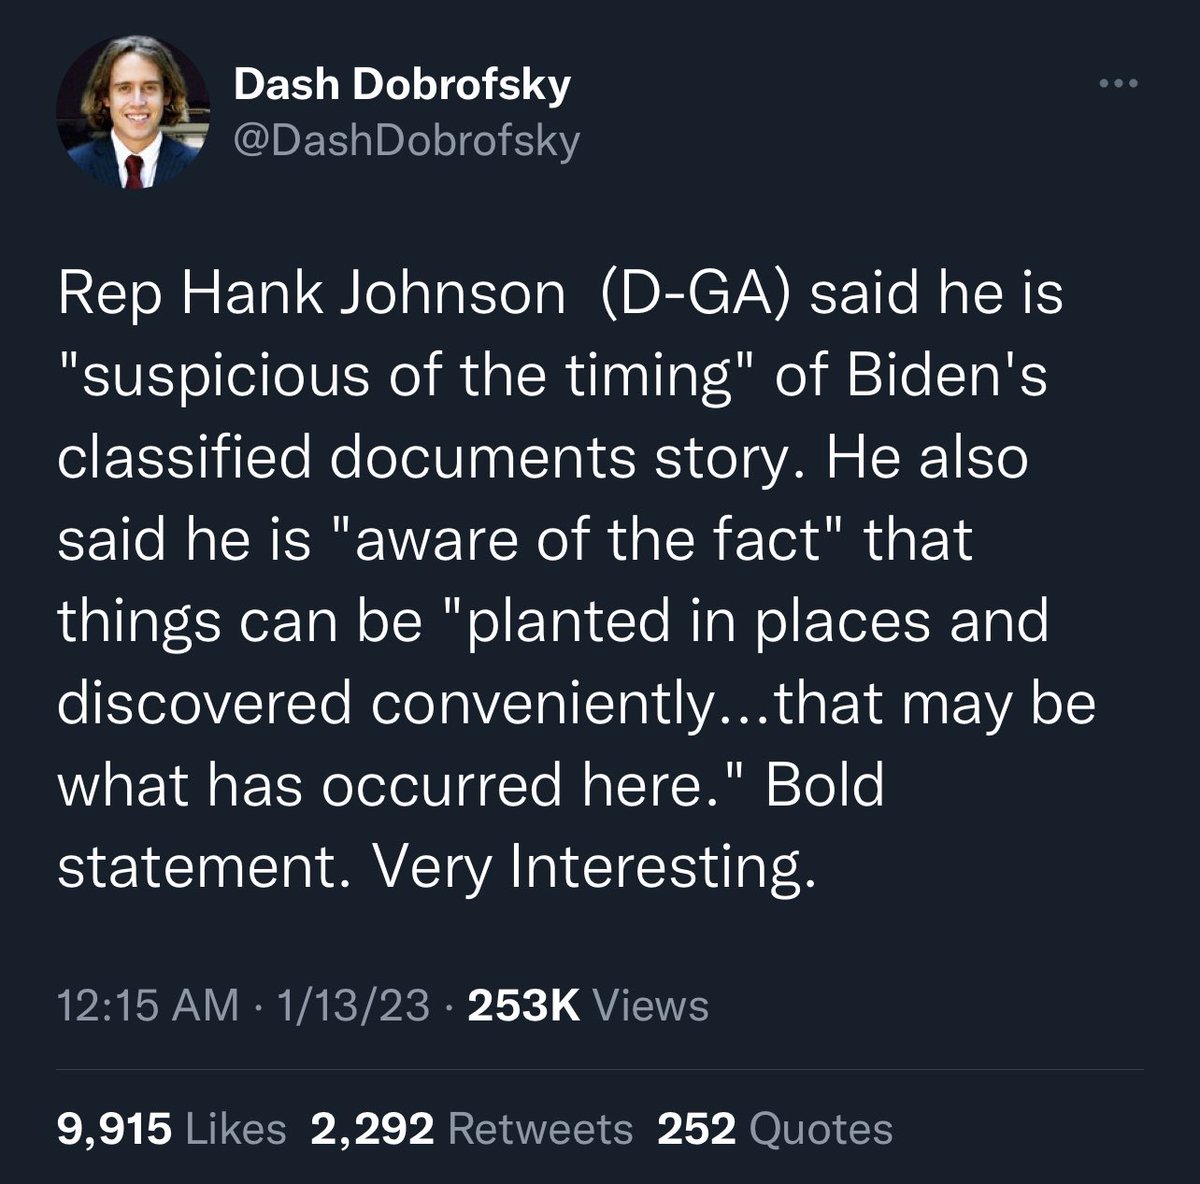 Dash Dobrofsky
@DashDobrofsky
Rep Hank Johnson  (D-GA) said he is
"suspicious of the timing" of Biden's
classified documents story. He also
said he is "aware of the fact" that
things can be "planted in places and
discovered conveniently...that may be
what has occurred here." Bold
statement. Very Interesting.
12:15 AM · 1/13/23 · 253K Views
9,915 Likes 2,292 Retweets 252 Quotes